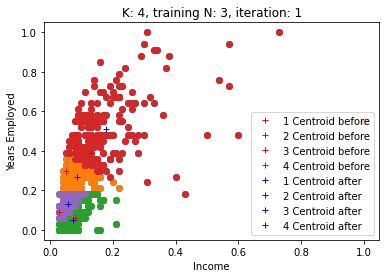 K: 4, training N: 3, iteration: 1
1.0
0.8
0.6
0.4
0.2
0.0
Years Employed
0.0 0.2 0.4 0.6 0.8 1.0
Income
1 Centroid before
2 Centroid before
3 Centroid before
4 Centroid before
1 Centroid after
2 Centroid after
3 Centroid after
4 Centroid after